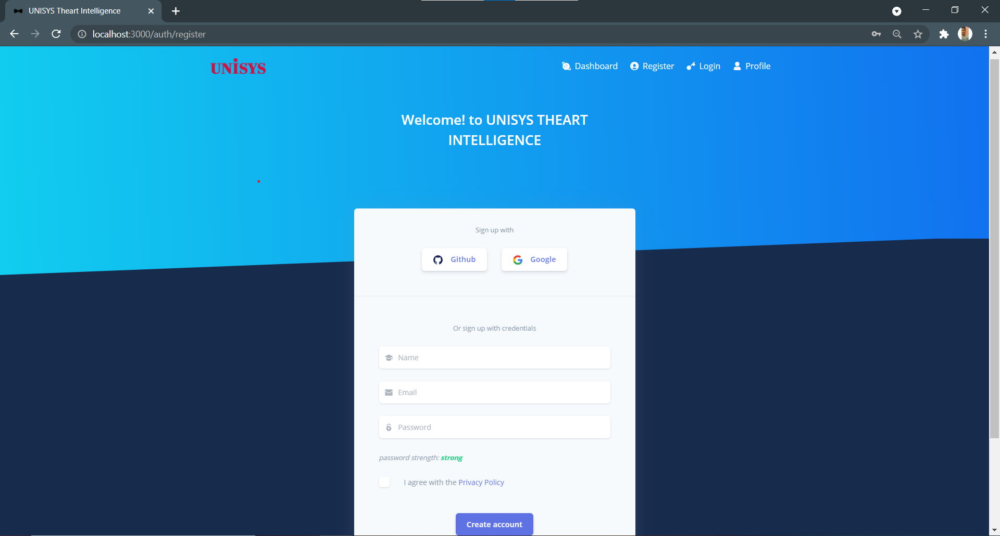 UNISYS Theart Intelligence
localhost:3000/auth/register
UNiSYS
Dashboard
Register
Login
Profile
Welcome! to UNISYS THEART
INTELLIGENCE
Sign up with
Github
Google
Or sign up with credentials
Name
Email
Password
password strength: strong
I agree with the Privacy Policy
Create account